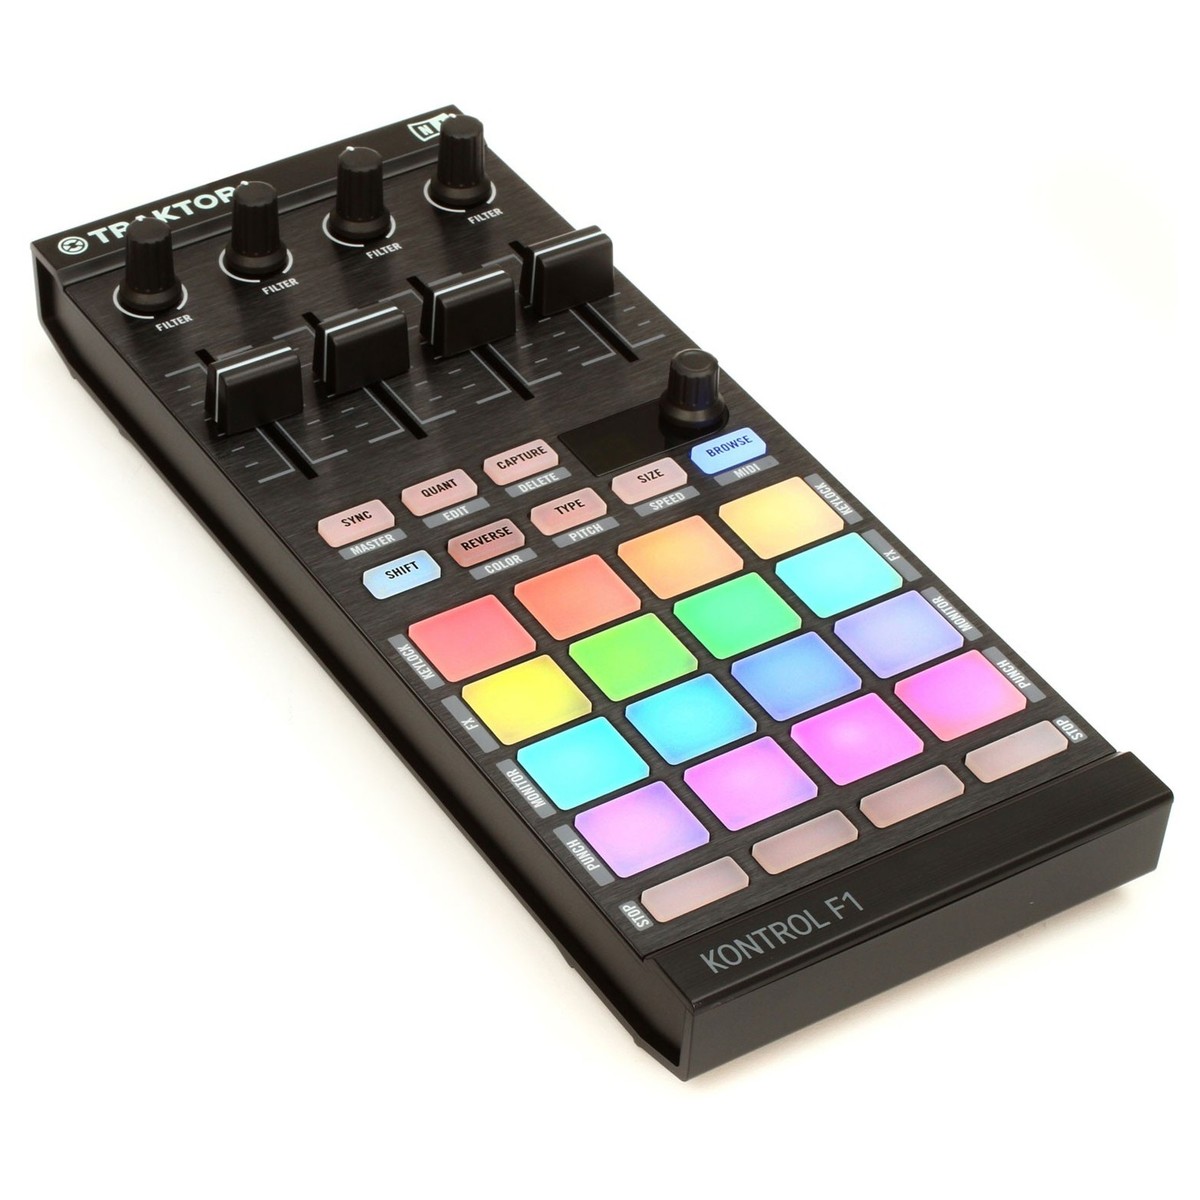 N
TRAKTOR
FILTER
FILTER
FILTER
FILTER
SYNC
MASTER
QUANT
EDIT
CAPTURE
DELETE
SHIFT
REVERSE
COLOR
TYPE
PITCH
SIZE
SPEED
BROWSE
MIDI
KEYLOCK
KEYLOCK
FX
FX
MONITOR
MONITOR
PUNCH
PUNCH
STOP
STOP
KONTROL F1